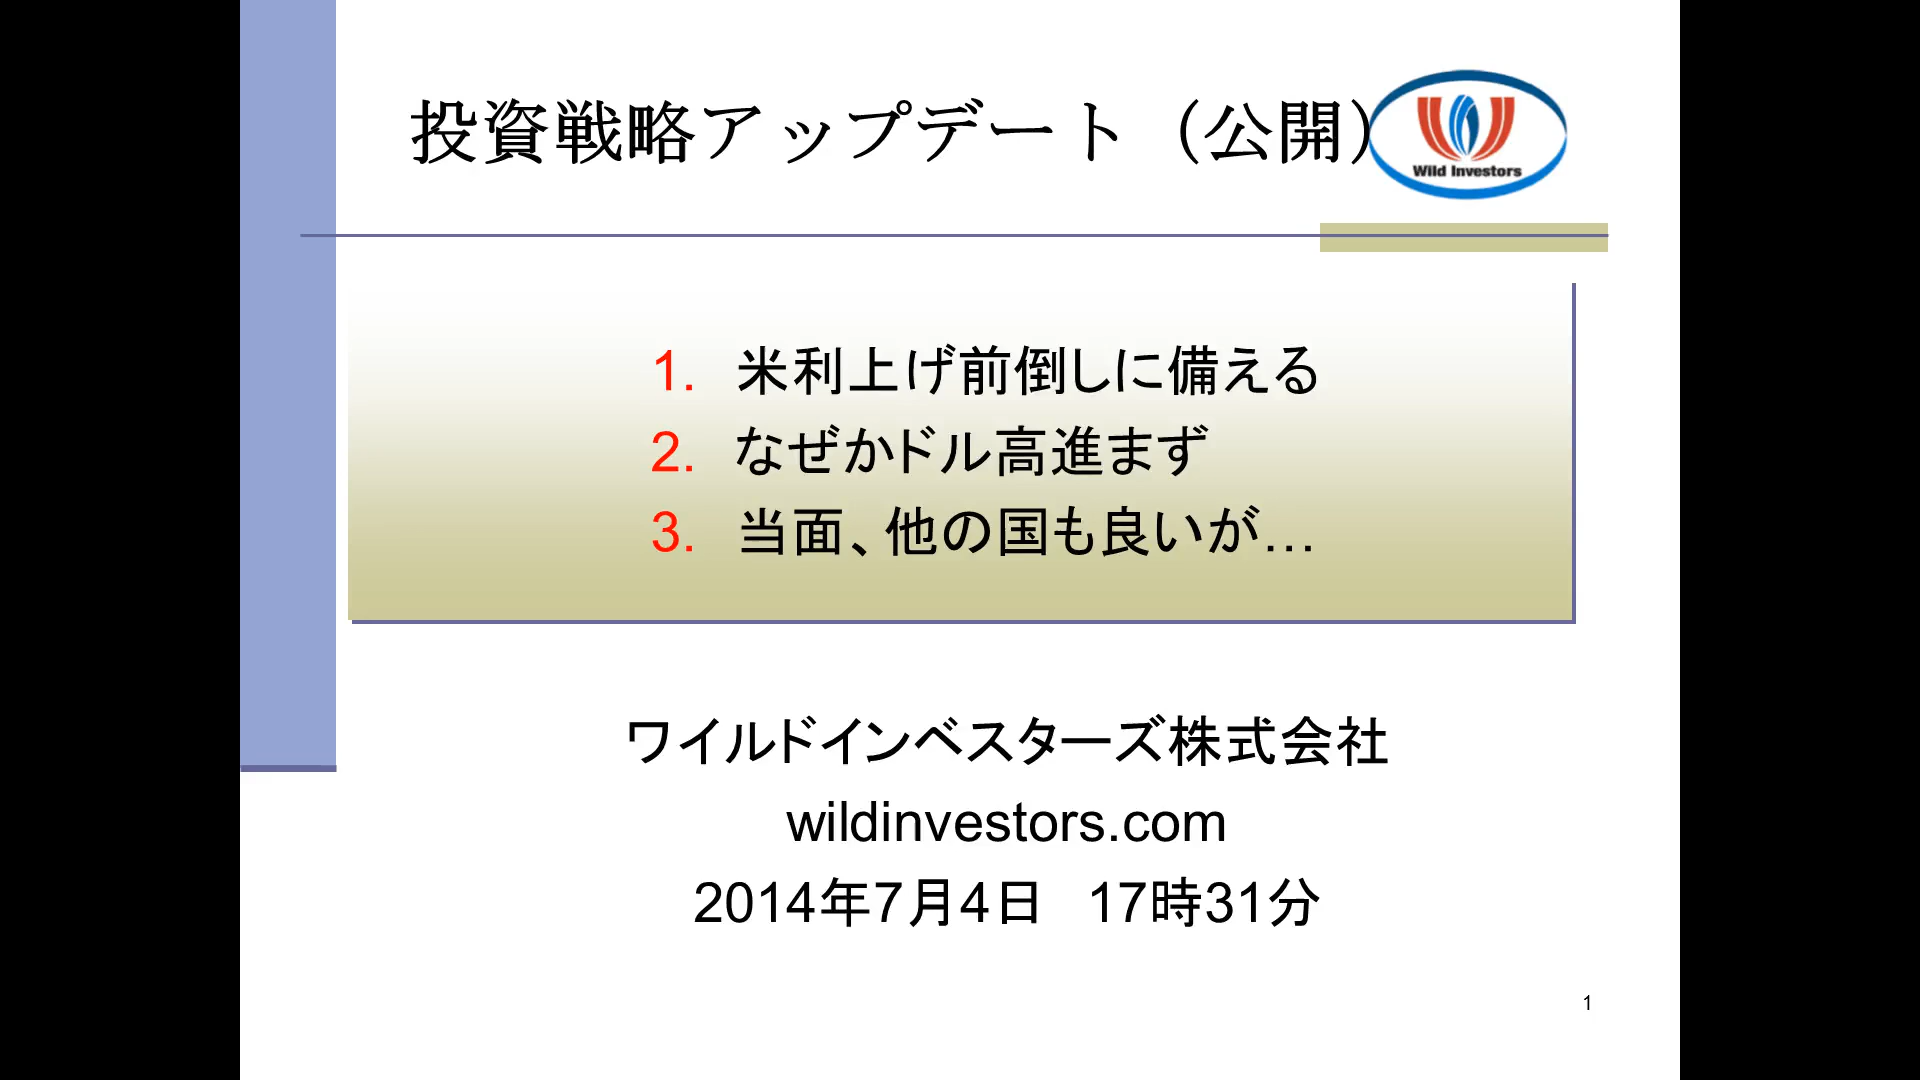 投資戦略アップデート（公開）
Wild Investors
1. 米利上げ前倒しに備える
2. なぜかドル高進まず
3. 当面、他の国も良いが…
ワイルドインベスターズ株式会社
wildinvestors.com
2014年7月4日　17時31分
1